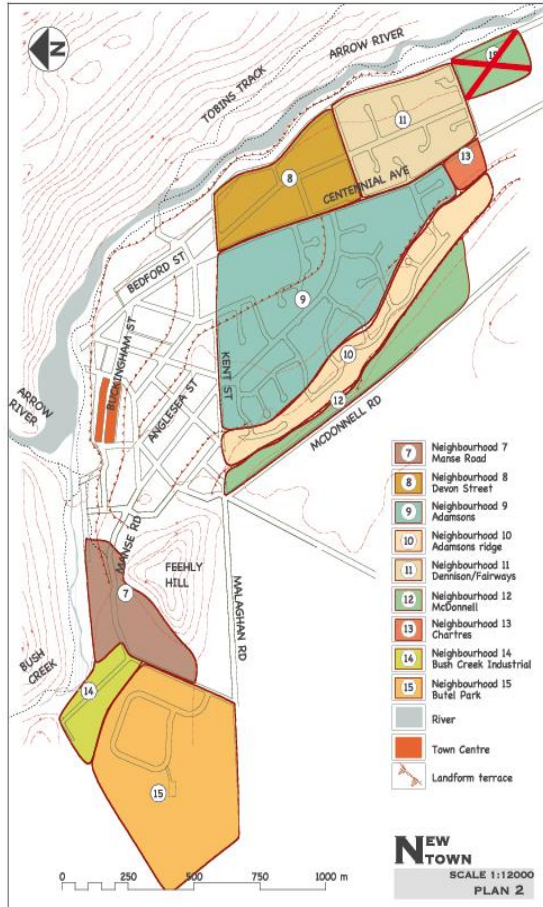 N
ARROW RIVER
TOBINS TRACK
11
13
8
CENTENNIAL AVE
BEDFORD ST
9
BUCKINGHAM ST
KENT ST
ANGLESEA ST
10
12
MCDONNELL RD
ARROW
RIVER
MANSE RD
FEEHLY
HILL
7
MALAGHAN RD
BUSH
CREEK
14
15
7 Neighbourhood 7
Manse Road
8 Neighbourhood 8
Devon Street
9 Neighbourhood 9
Adamsons
10 Neighbourhood 10
Adamsons ridge
11 Neighbourhood 11
Dennison/Fairways
12 Neighbourhood 12
McDonnell
13 Neighbourhood 13
Chartres
14 Neighbourhood 14
Bush Creek Industrial
15 Neighbourhood 15
Butel Park
River
Town Centre
Landform terrace
NEW
TOWN
SCALE 1:12000
PLAN 2
0 250 500 750 1000 m